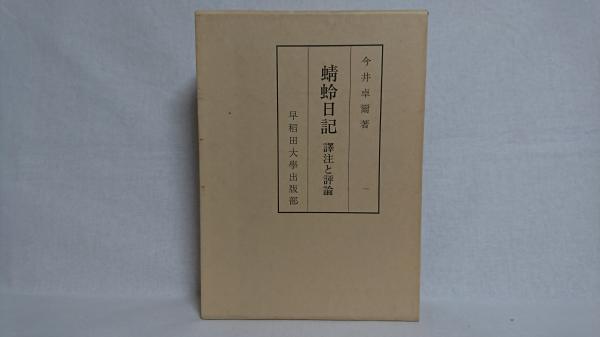 今井卓爾著
蜻蛉日記 譯注と評論
早稲田大學出版部